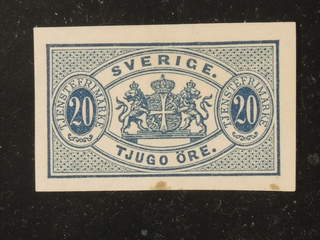 SVERIGE.
TJENSTEFRIMÄRKE
20
20
TJENSTEFRIMÄRKE
TJUGO ÖRE.